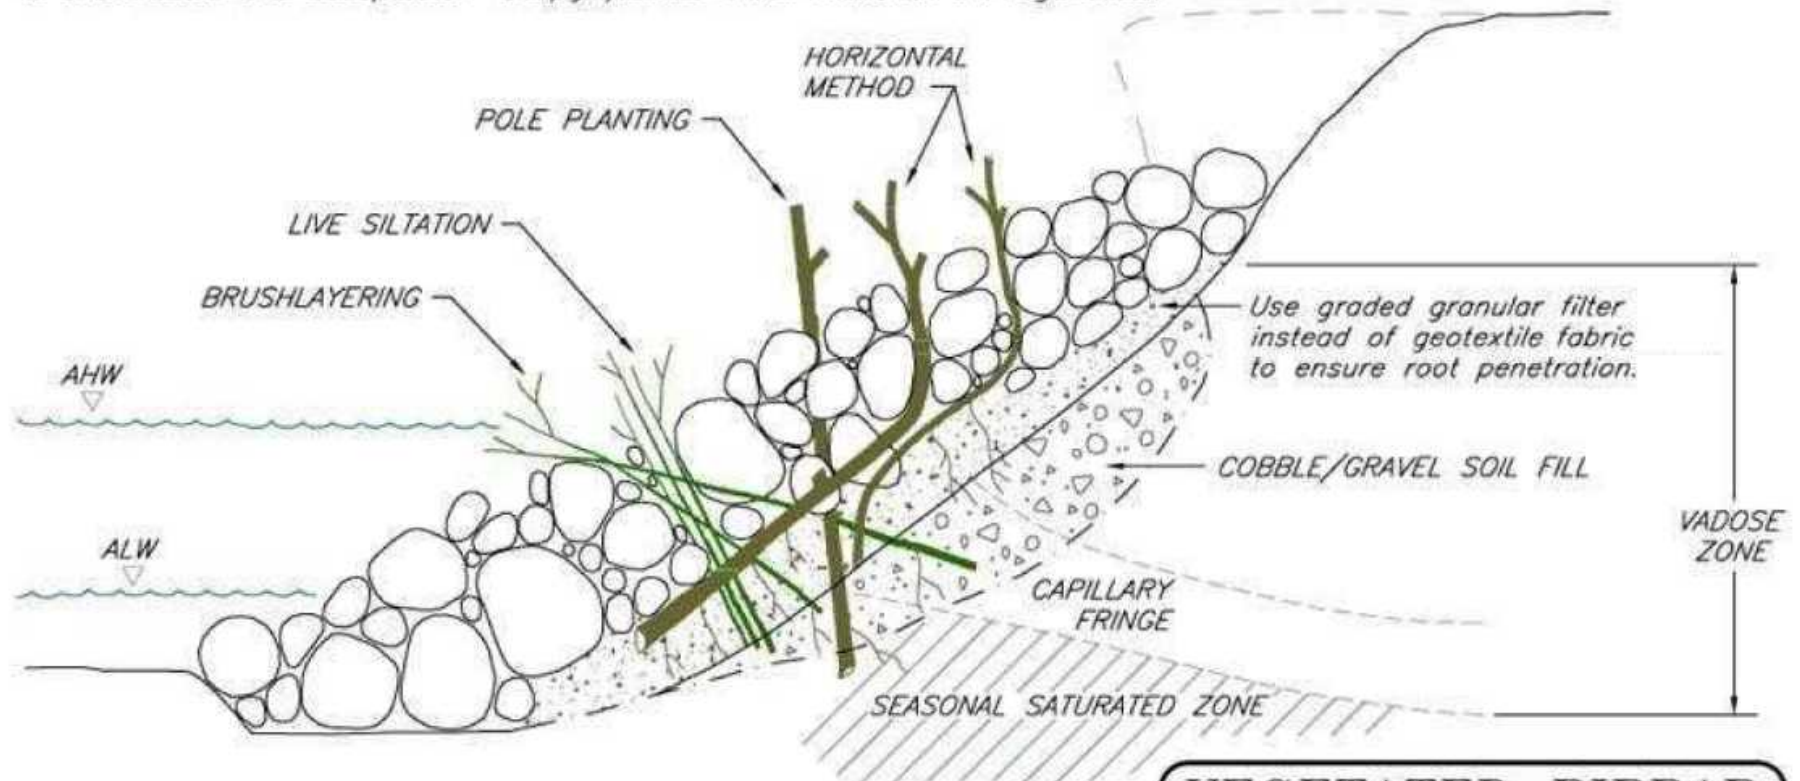 HORIZONTAL
METHOD
POLE PLANTING
LIVE SILTATION
BRUSHLAYERING
AHW
Use graded granular filter
instead of geotextile fabric
to ensure root penetration.
COBBLE/GRAVEL SOIL FILL
VADOSE
ZONE
ALW
CAPILLARY
FRINGE
SEASONAL SATURATED ZONE